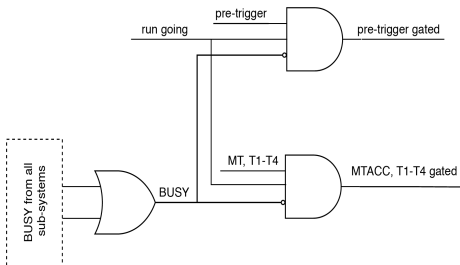 pre-trigger
run going
pre-trigger gated
MT, T1-T4
MTACC, T1-T4 gated
BUSY
BUSY from all
sub-systems